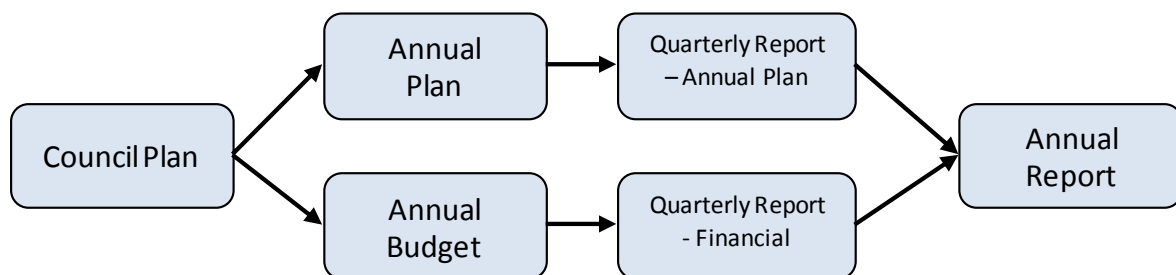 Council Plan
Annual
Plan
Quarterly Report
– Annual Plan
Annual
Budget
Quarterly Report
- Financial
Annual
Report